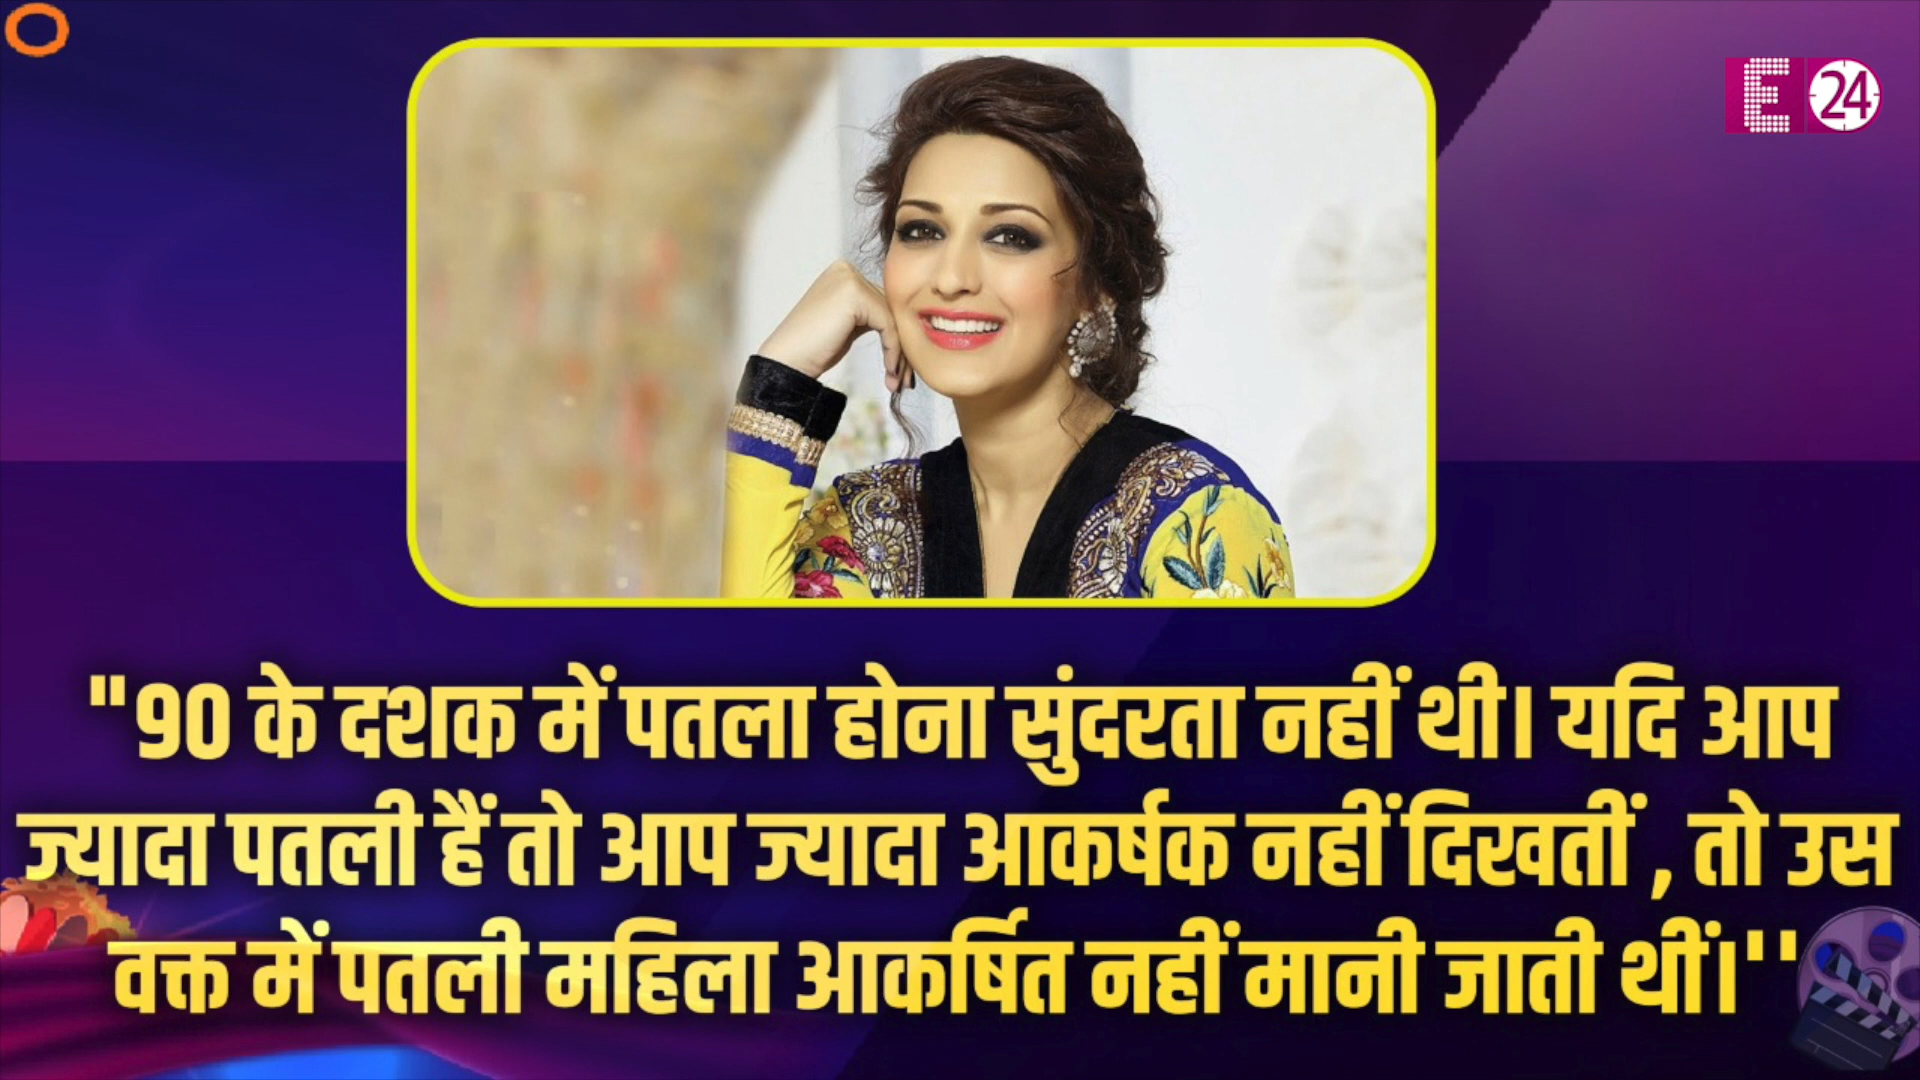 E 24
"90 के दशक में पतला होना सुंदरता नहीं थी। यदि आप
ज्यादा पतली हैं तो आप ज्यादा आकर्षक नहीं दिखतीं , तो उस
वक्त में पतली महिला आकर्षित नहीं मानी जाती थीं।''